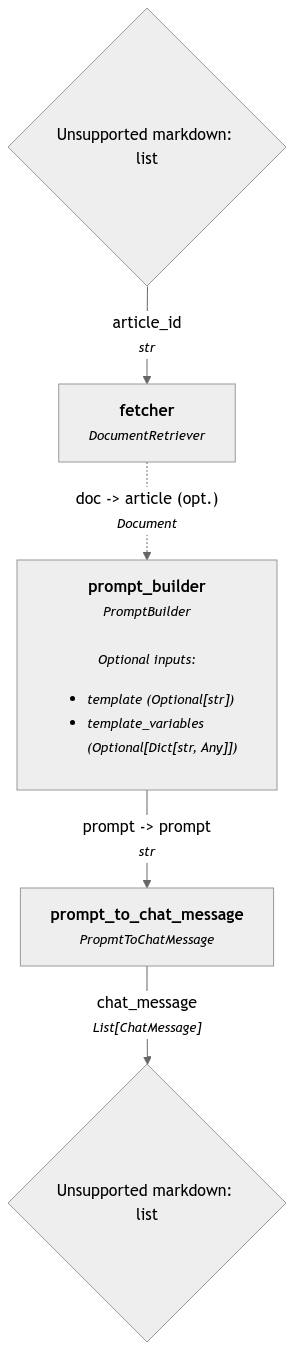 Unsupported markdown:
list
article_id
str
fetcher
DocumentRetriever
doc -> article (opt.)
Document
prompt_builder
PromptBuilder
Optional inputs:
• template (Optional[str])
• template_variables
(Optional[Dict[str, Any]])
prompt -> prompt
str
prompt_to_chat_message
PropmtToChatMessage
chat_message
List[ChatMessage]
Unsupported markdown:
list